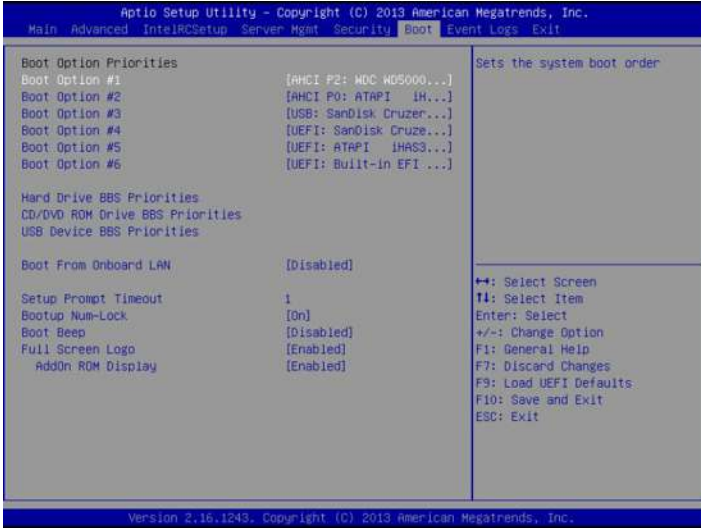 Aptio Setup Utility - Copyright (C) 2013 American Megatrends, Inc.
Main Advanced IntelRCSetup Server Mgmt Security Boot Event Logs Exit
Boot Option Priorities
Boot Option #1 [AHCI P2: WDC WD5000...]
Boot Option #2 [AHCI P0: ATAPI iH...]
Boot Option #3 [USB: SanDisk Cruzer...]
Boot Option #4 [UEFI: SanDisk Cruze...]
Boot Option #5 [UEFI: ATAPI iHAS3...]
Boot Option #6 [UEFI: Built-in EFI ...]
Hard Drive BBS Priorities
CD/DVD ROM Drive BBS Priorities
USB Device BBS Priorities
Boot From Onboard LAN [Disabled]
Setup Prompt Timeout 1
Bootup Num-Lock [On]
Boot Beep [Disabled]
Full Screen Logo [Enabled]
AddOn ROM Display [Enabled]
Sets the system boot order
↔: Select Screen
↑↓: Select Item
Enter: Select
+/-: Change Option
F1: General Help
F7: Discard Changes
F9: Load UEFI Defaults
F10: Save and Exit
ESC: Exit
Version 2.16.1243. Copyright (C) 2013 American Megatrends, Inc.